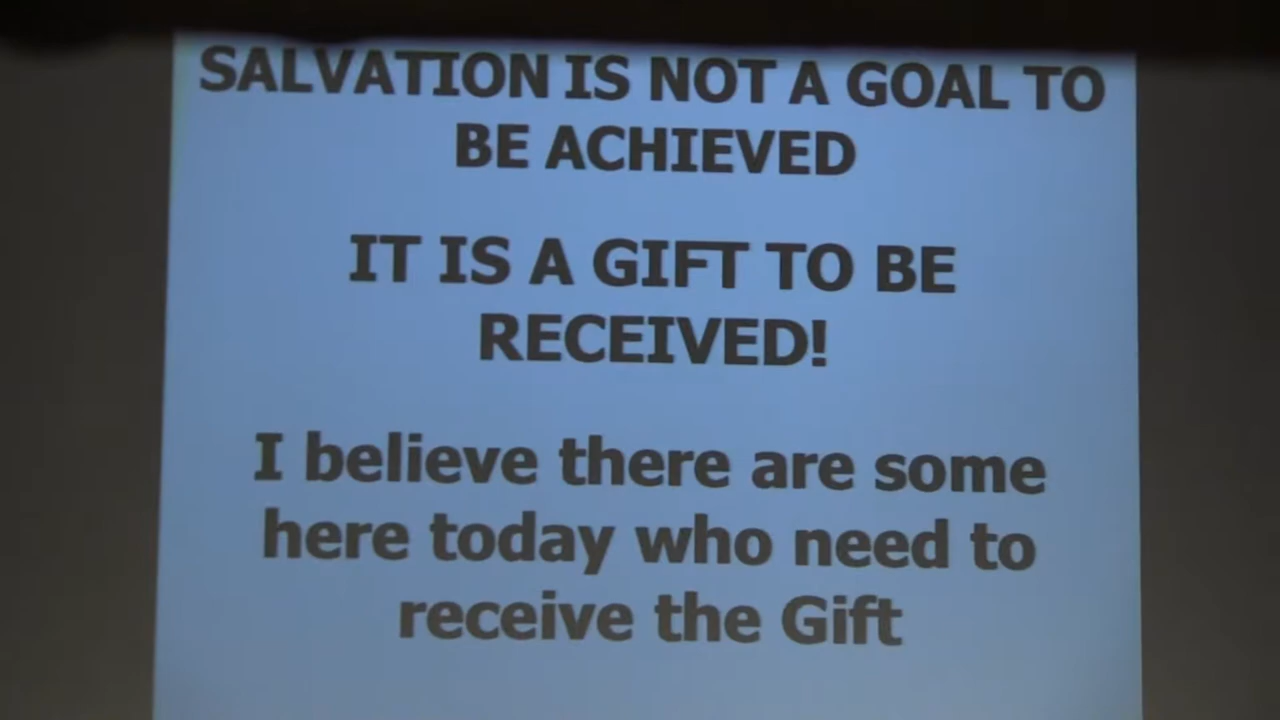 SALVATION IS NOT A GOAL TO
BE ACHIEVED
IT IS A GIFT TO BE
RECEIVED!
I believe there are some
here today who need to
receive the Gift